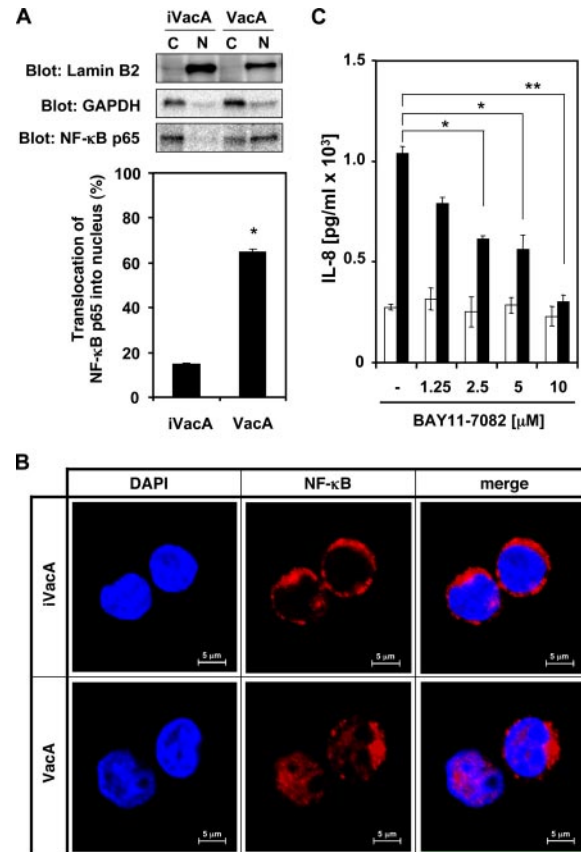 A
iVacA VacA
C N C N
Blot: Lamin B2
Blot: GAPDH
Blot: NF-κB p65
Translocation of
NF-κB p65 into nucleus (%)
100
80
60
40
20
0
*
iVacA VacA
C
IL-8 [pg/ml x 10³]
1.5
1.0
0.5
0
**
*
*
- 1.25 2.5 5 10
BAY11-7082 [μM]
B
DAPI NF-κB merge
iVacA
5 μm 5 μm 5 μm
VacA
5 μm 5 μm 5 μm